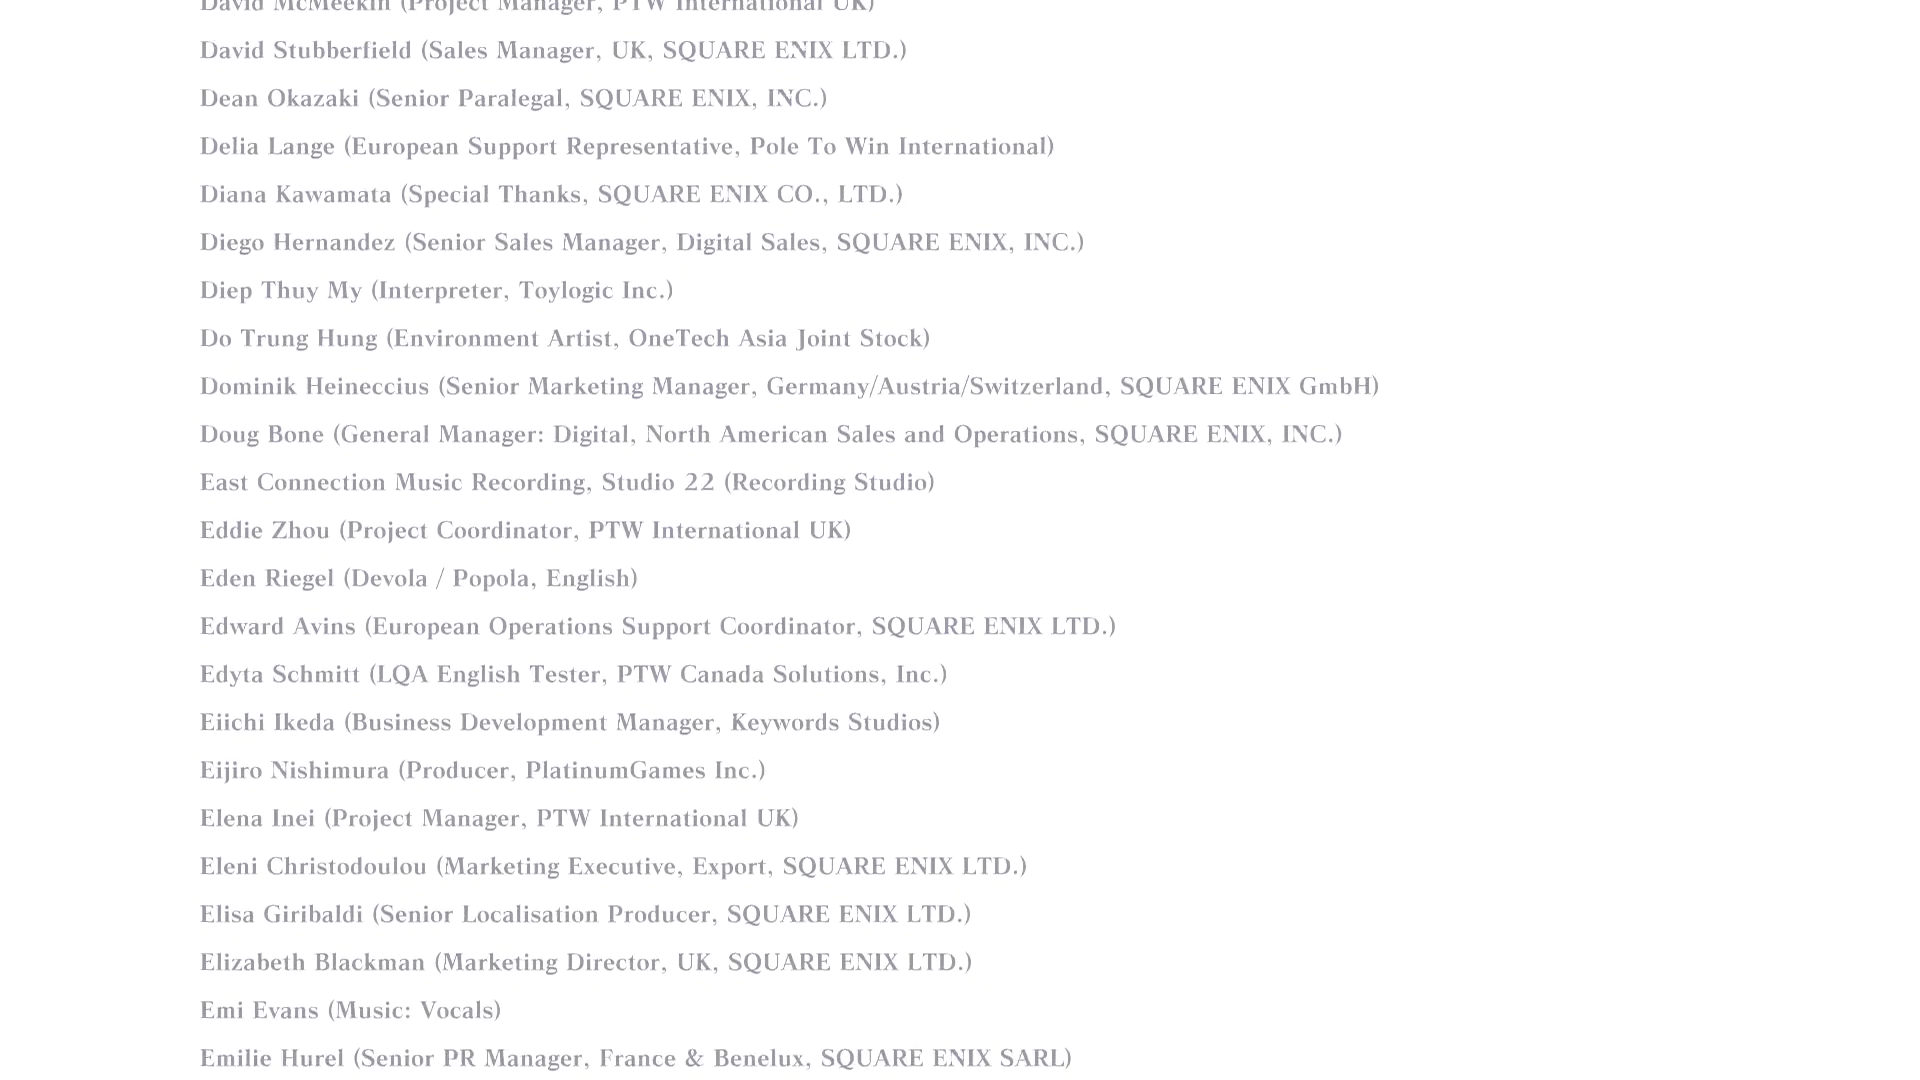 David McMeekin (Project Manager, PTW International UK)
David Stubberfield (Sales Manager, UK, SQUARE ENIX LTD.)
Dean Okazaki (Senior Paralegal, SQUARE ENIX, INC.)
Delia Lange (European Support Representative, Pole To Win International)
Diana Kawamata (Special Thanks, SQUARE ENIX CO., LTD.)
Diego Hernandez (Senior Sales Manager, Digital Sales, SQUARE ENIX, INC.)
Diep Thuy My (Interpreter, Toylogic Inc.)
Do Trung Hung (Environment Artist, OneTech Asia Joint Stock)
Dominik Heineccius (Senior Marketing Manager, Germany/Austria/Switzerland, SQUARE ENIX GmbH)
Doug Bone (General Manager: Digital, North American Sales and Operations, SQUARE ENIX, INC.)
East Connection Music Recording, Studio 22 (Recording Studio)
Eddie Zhou (Project Coordinator, PTW International UK)
Eden Riegel (Devola / Popola, English)
Edward Avins (European Operations Support Coordinator, SQUARE ENIX LTD.)
Edyta Schmitt (LQA English Tester, PTW Canada Solutions, Inc.)
Eiichi Ikeda (Business Development Manager, Keywords Studios)
Eijiro Nishimura (Producer, PlatinumGames Inc.)
Elena Inei (Project Manager, PTW International UK)
Eleni Christodoulou (Marketing Executive, Export, SQUARE ENIX LTD.)
Elisa Giribaldi (Senior Localisation Producer, SQUARE ENIX LTD.)
Elizabeth Blackman (Marketing Director, UK, SQUARE ENIX LTD.)
Emi Evans (Music: Vocals)
Emilie Hurel (Senior PR Manager, France & Benelux, SQUARE ENIX SARL)